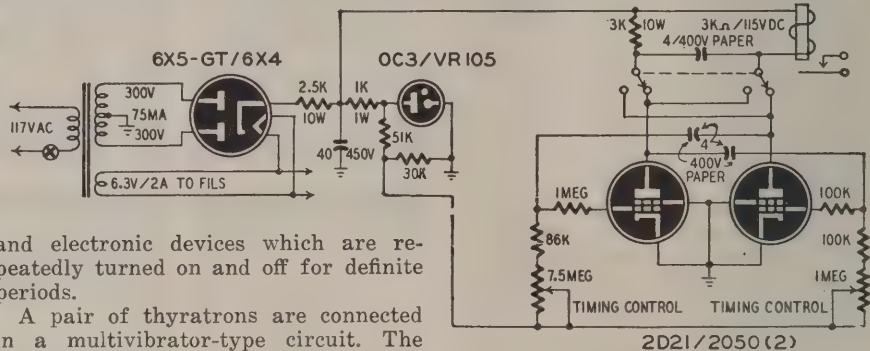 6X5-GT/6X4
OC3/VR105
3K
10W
3KΩ/115VDC
4/400V PAPER
300V
75MA
300V
117VAC
6.3V/2A TO FILS
2.5K
10W
1K
1W
51K
40
450V
30K
4
400V
PAPER
1MEG
100K
86K
100K
7.5MEG
1MEG
TIMING CONTROL
TIMING CONTROL
2D21/2050(2)
and electronic devices which are re-
peatedly turned on and off for definite
periods.
A pair of thyratrons are connected
in a multivibrator-type circuit. The